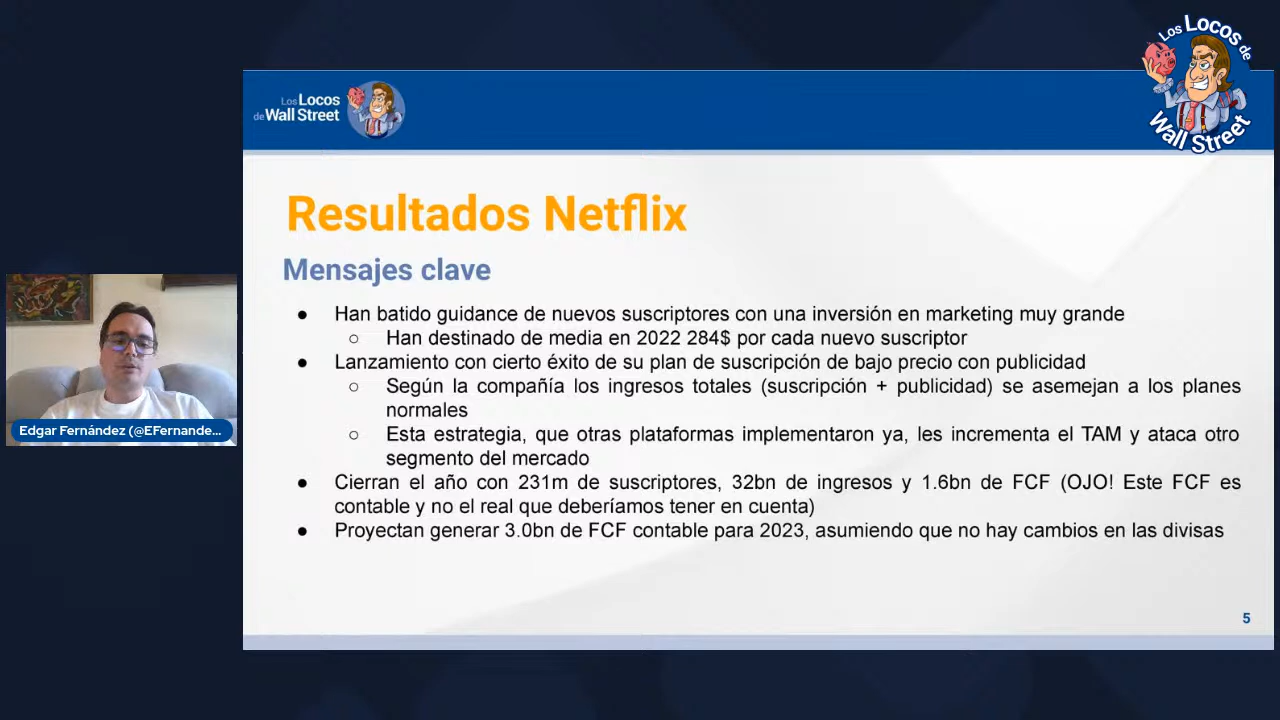 Los Locos de
Wall Street
Los Locos
de Wall Street
Resultados Netflix
Mensajes clave
● Han batido guidance de nuevos suscriptores con una inversión en marketing muy grande
○ Han destinado de media en 2022 284$ por cada nuevo suscriptor
● Lanzamiento con cierto éxito de su plan de suscripción de bajo precio con publicidad
○ Según la compañía los ingresos totales (suscripción + publicidad) se asemejan a los planes
normales
○ Esta estrategia, que otras plataformas implementaron ya, les incrementa el TAM y ataca otro
segmento del mercado
● Cierran el año con 231m de suscriptores, 32bn de ingresos y 1.6bn de FCF (OJO! Este FCF es
contable y no el real que deberíamos tener en cuenta)
● Proyectan generar 3.0bn de FCF contable para 2023, asumiendo que no hay cambios en las divisas
Edgar Fernández (@EFernande...
5